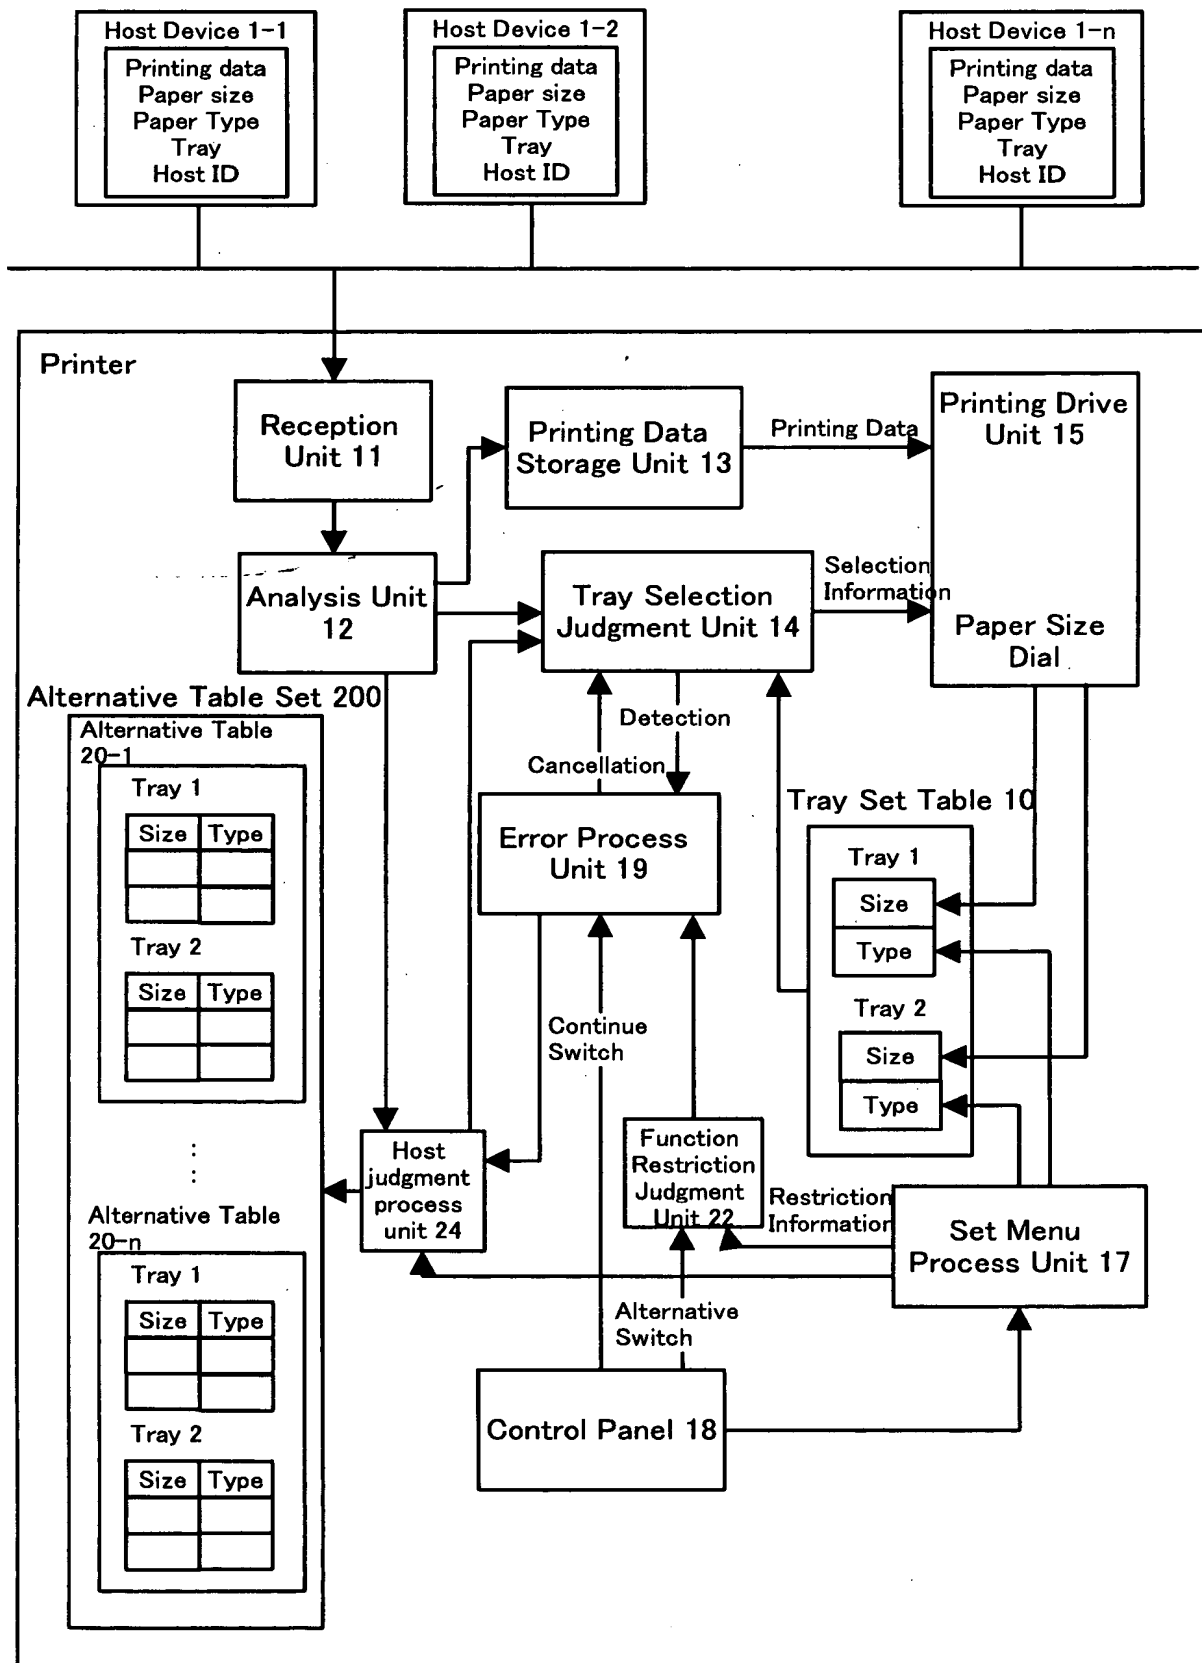 Host Device 1-1
Printing data
Paper size
Paper Type
Tray
Host ID
Host Device 1-2
Printing data
Paper size
Paper Type
Tray
Host ID
Host Device 1-n
Printing data
Paper size
Paper Type
Tray
Host ID
Printer
Reception
Unit 11
Printing Data
Storage Unit 13
Printing Data
Printing Drive
Unit 15
Paper Size
Dial
Analysis Unit
12
Tray Selection
Judgment Unit 14
Selection
Information
Alternative Table Set 200
Alternative Table
20-1
Tray 1
Size Type
Tray 2
Size Type
Alternative Table
20-n
Tray 1
Size Type
Tray 2
Size Type
Detection
Cancellation
Error Process
Unit 19
Tray Set Table 10
Tray 1
Size
Type
Tray 2
Size
Type
Continue
Switch
Host
judgment
process
unit 24
Function
Restriction
Judgment
Unit 22
Restriction
Information
Set Menu
Process Unit 17
Alternative
Switch
Control Panel 18